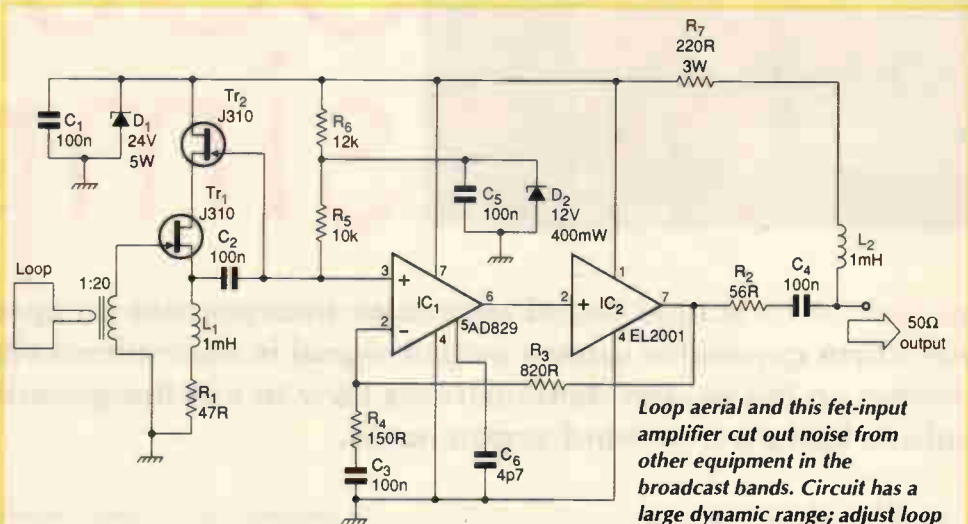 R7
220R
3W
Tr2
J310
C1
100n
D1
24V
5W
R6
12k
Tr1
J310
C5
100n
D2
12V
400mW
C2
100n
R5
10k
L2
1mH
Loop
1:20
3
+
7
IC1
6
2
+
1
IC2
7
R2
56R
C4
100n
L1
1mH
2
−
4
5
AD829
4
EL2001
50Ω
output
R3
820R
R1
47R
R4
150R
C3
100n
C6
4p7
Loop aerial and this fet-input
amplifier cut out noise from
other equipment in the
broadcast bands. Circuit has a
large dynamic range; adjust loop